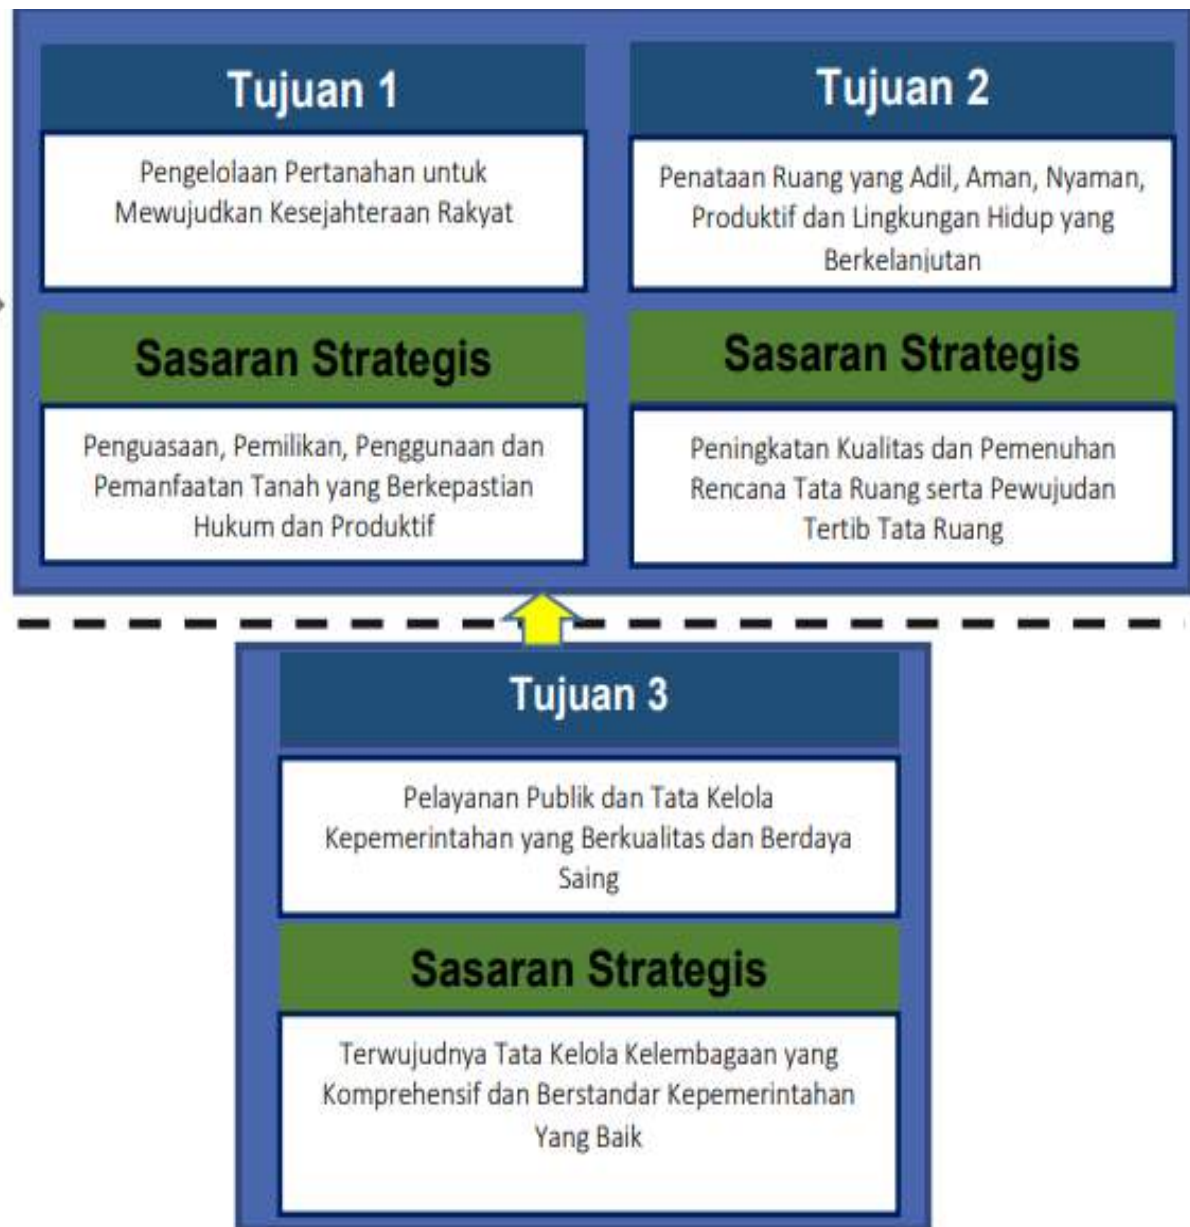 Tujuan 1
Pengelolaan Pertanahan untuk
Mewujudkan Kesejahteraan Rakyat
Sasaran Strategis
Penguasaan, Pemilikan, Penggunaan dan
Pemanfaatan Tanah yang Berkepastian
Hukum dan Produktif
Tujuan 2
Penataan Ruang yang Adil, Aman, Nyaman,
Produktif dan Lingkungan Hidup yang
Berkelanjutan
Sasaran Strategis
Peningkatan Kualitas dan Pemenuhan
Rencana Tata Ruang serta Pewujudan
Tertib Tata Ruang
Tujuan 3
Pelayanan Publik dan Tata Kelola
Kepemerintahan yang Berkualitas dan Berdaya
Saing
Sasaran Strategis
Terwujudnya Tata Kelola Kelembagaan yang
Komprehensif dan Berstandar Kepemerintahan
Yang Baik